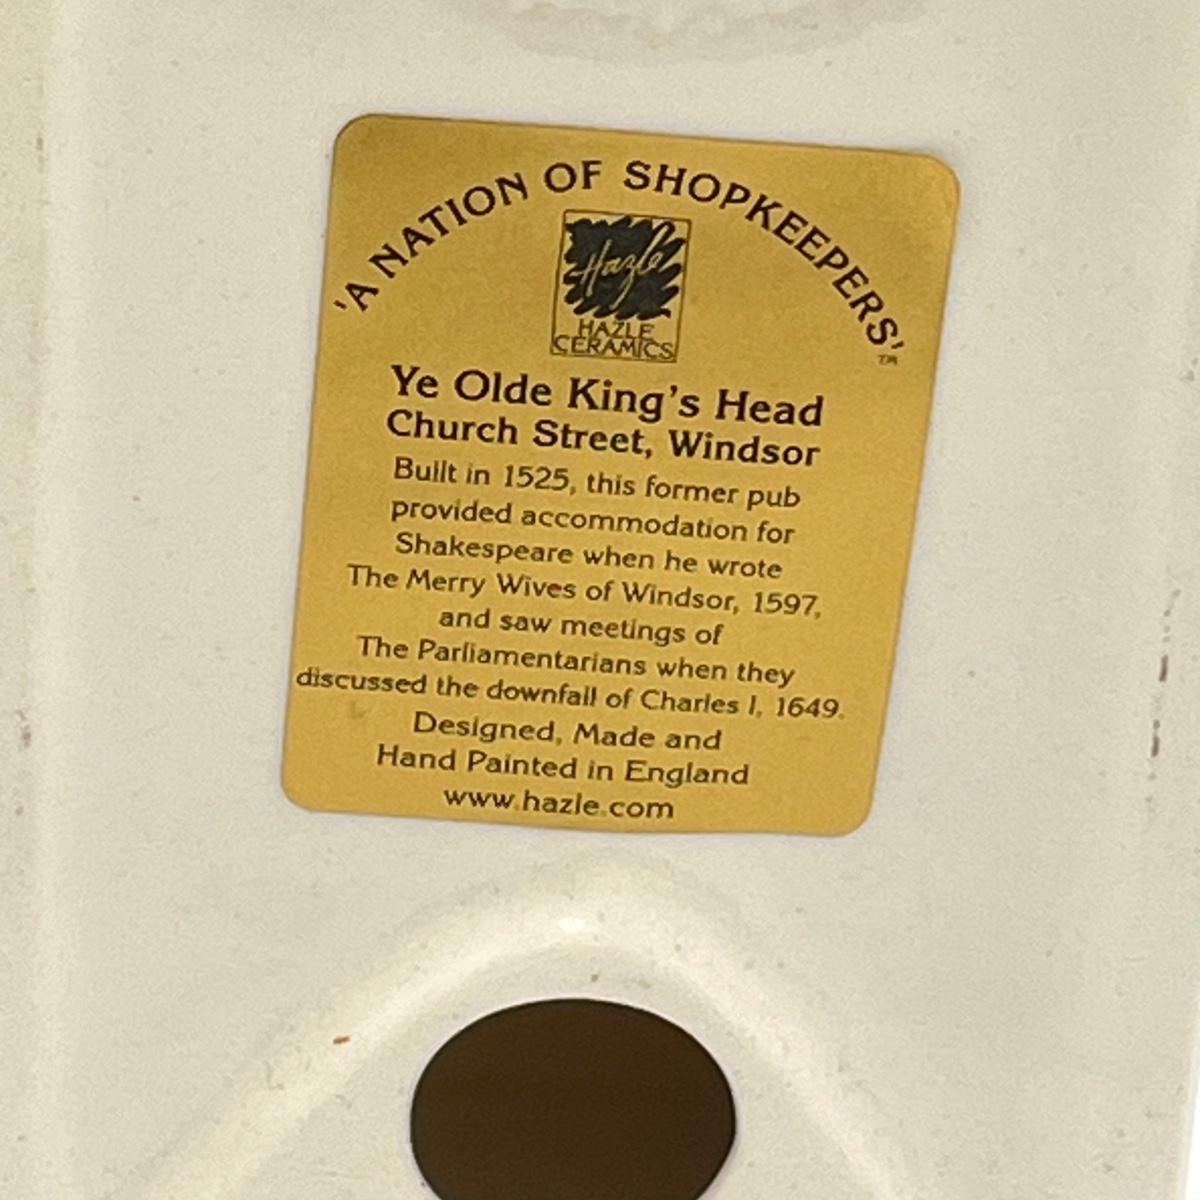 'A NATION OF SHOPKEEPERS'™
Hazle
HAZLE
CERAMICS
Ye Olde King's Head
Church Street, Windsor
Built in 1525, this former pub
provided accommodation for
Shakespeare when he wrote
The Merry Wives of Windsor, 1597,
and saw meetings of
The Parliamentarians when they
discussed the downfall of Charles I, 1649.
Designed, Made and
Hand Painted in England
www.hazle.com